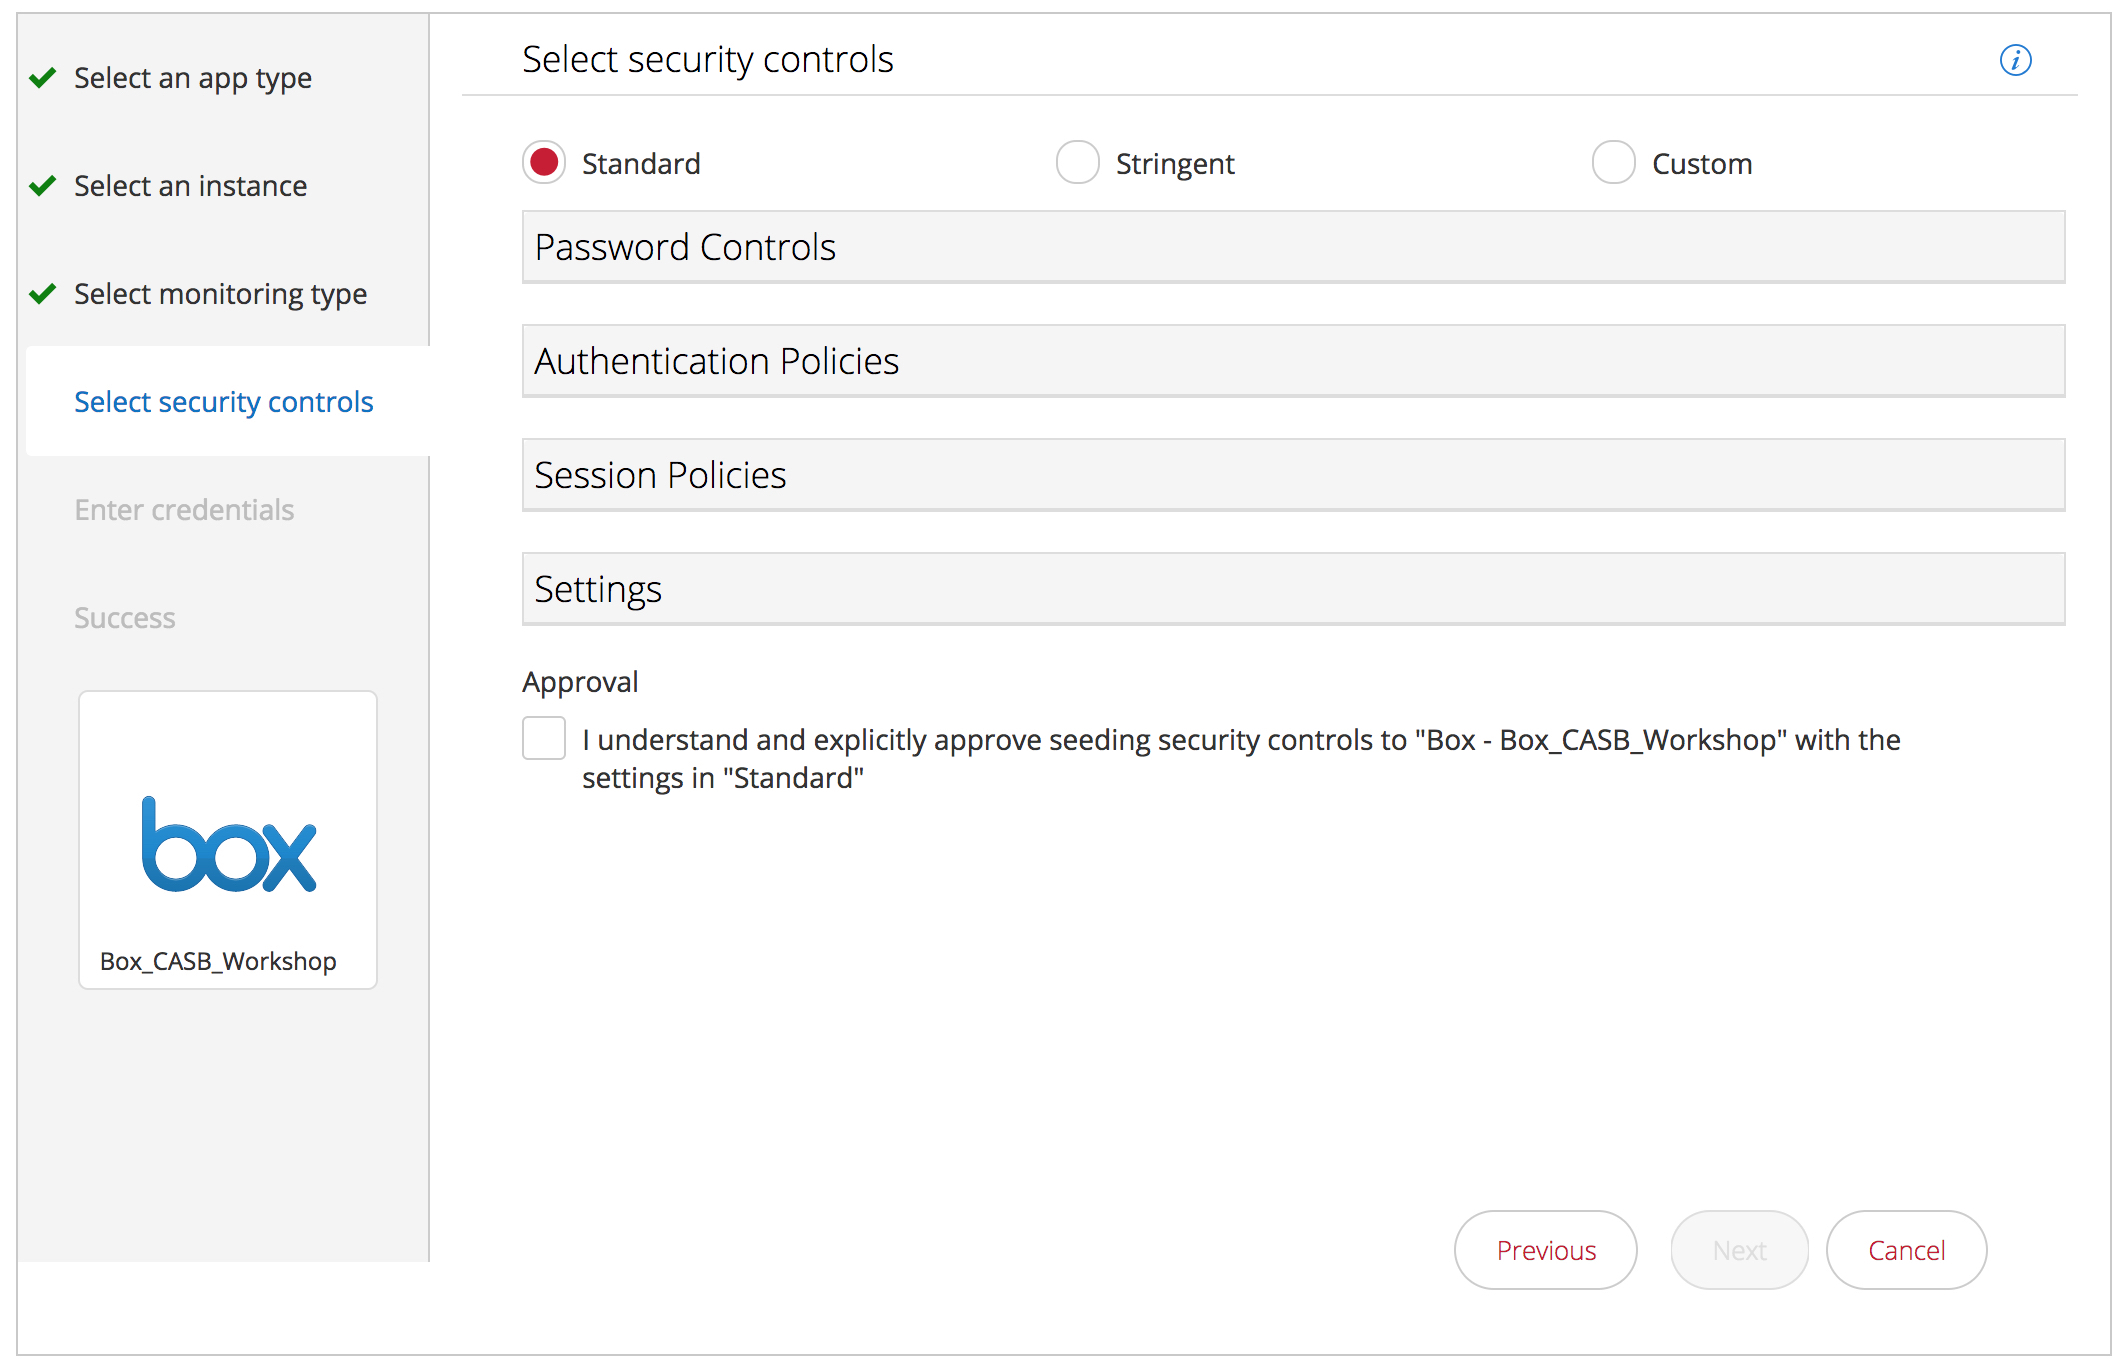 Select an app type
Select an instance
Select monitoring type
Select security controls
Enter credentials
Success
box
Box_CASB_Workshop
Select security controls
i
Standard
Stringent
Custom
Password Controls
Authentication Policies
Session Policies
Settings
Approval
I understand and explicitly approve seeding security controls to "Box - Box_CASB_Workshop" with the
settings in "Standard"
Previous
Next
Cancel